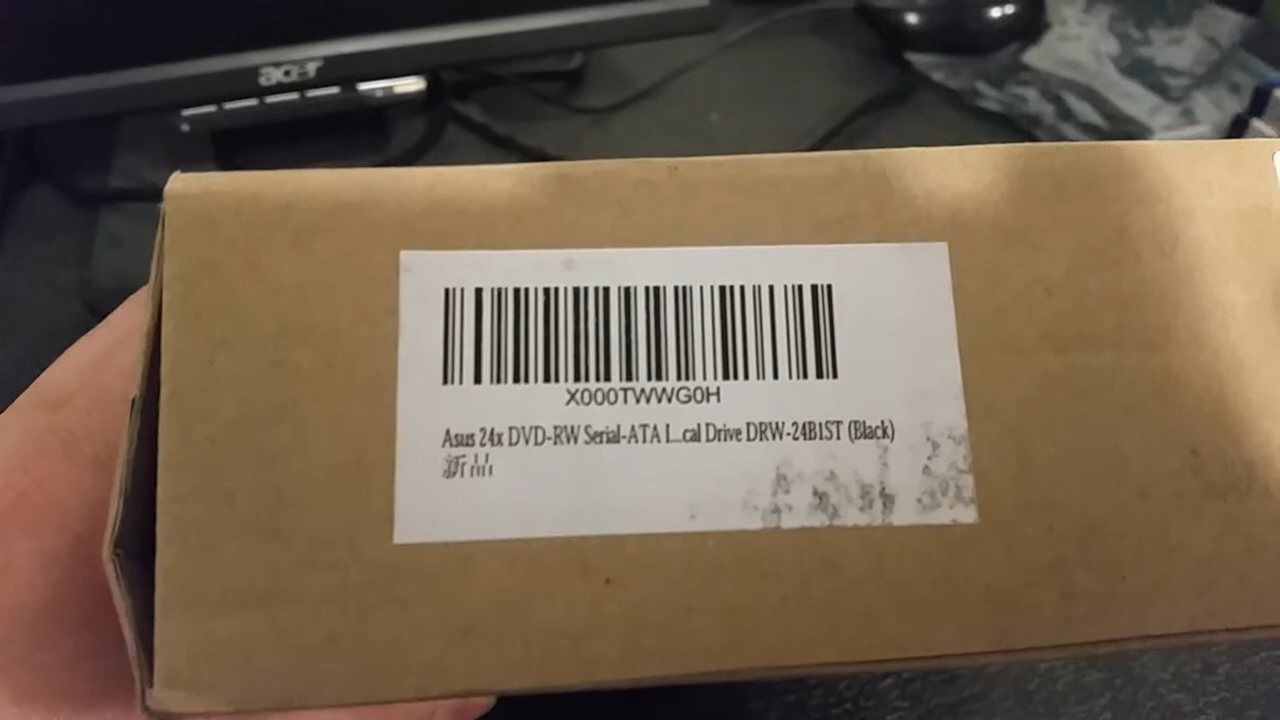 acer
X000TWWG0H
Asus 24x DVD-RW Serial-ATA I...cal Drive DRW-24B1ST (Black)
新品